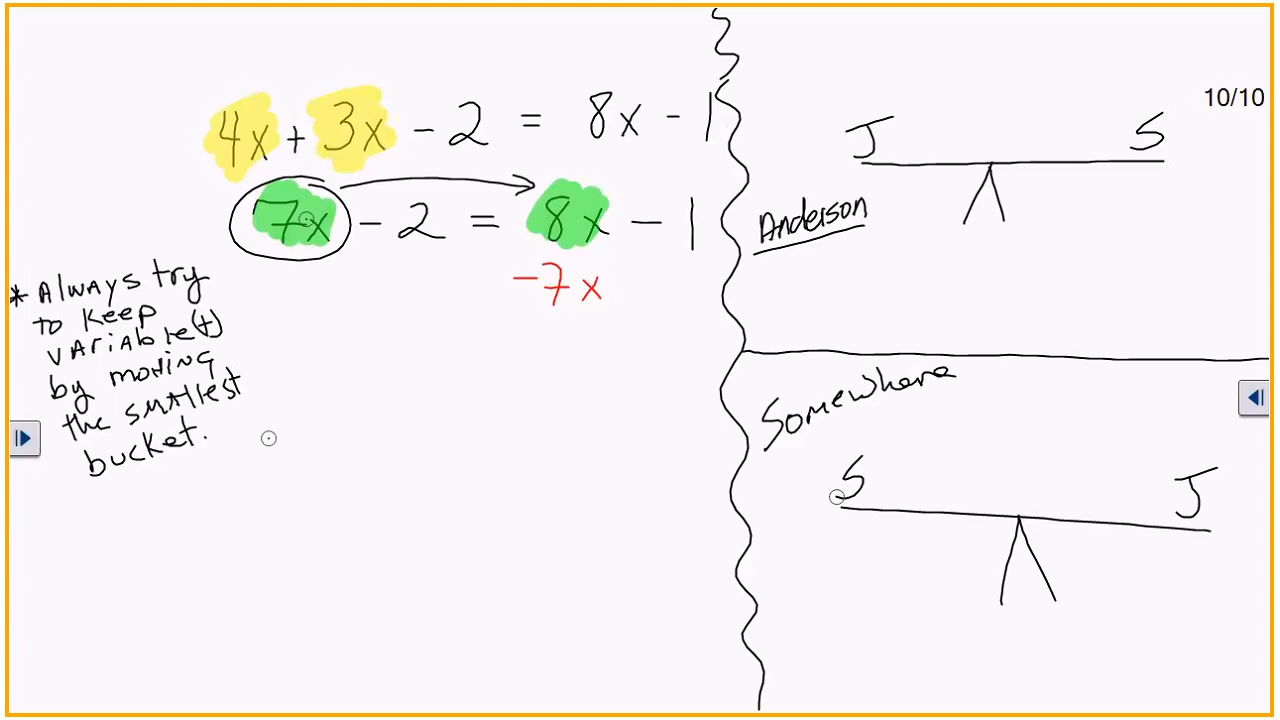 4x + 3x - 2 = 8x - 1
7x - 2 = 8x - 1
-7x
* Always try
to keep
variable(+)
by moving
the smallest
bucket.
10/10
J S
Anderson
Somewhere
S J